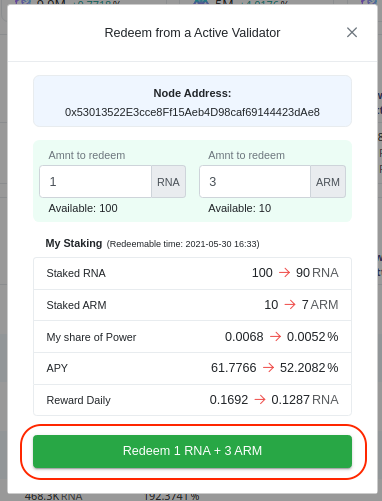 Redeem from a Active Validator
Node Address:
0x53013522E3cce8Ff15Aeb4D98caf69144423dAe8
Amnt to redeem Amnt to redeem
1 RNA 3 ARM
Available: 100 Available: 10
My Staking (Redeemable time: 2021-05-30 16:33)
Staked RNA 100 → 90 RNA
Staked ARM 10 → 7 ARM
My share of Power 0.0068 → 0.0052 %
APY 61.7766 → 52.2082 %
Reward Daily 0.1692 → 0.1287 RNA
Redeem 1 RNA + 3 ARM
468.3K RNA 192.3741 %